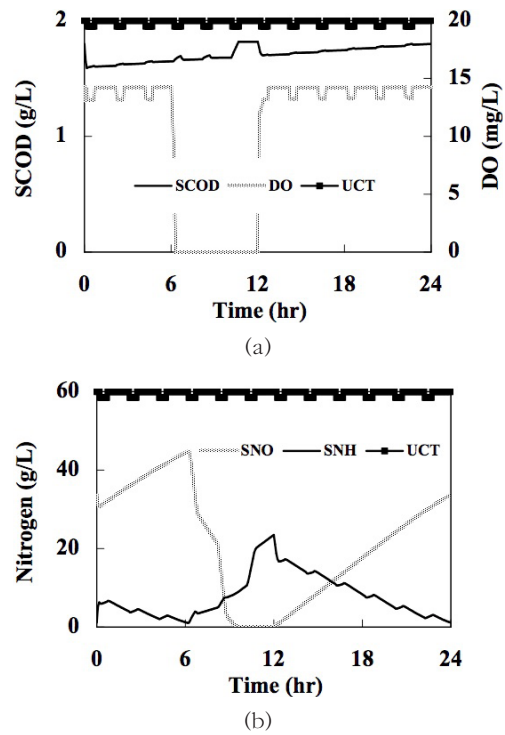 2
20
SCOD (g/L)
1
0
15
10
5
0
DO (mg/L)
SCOD
DO
UCT
0
6
12
18
24
Time (hr)
(a)
60
40
20
0
Nitrogen (g/L)
SNO
SNH
UCT
0
6
12
18
24
Time (hr)
(b)